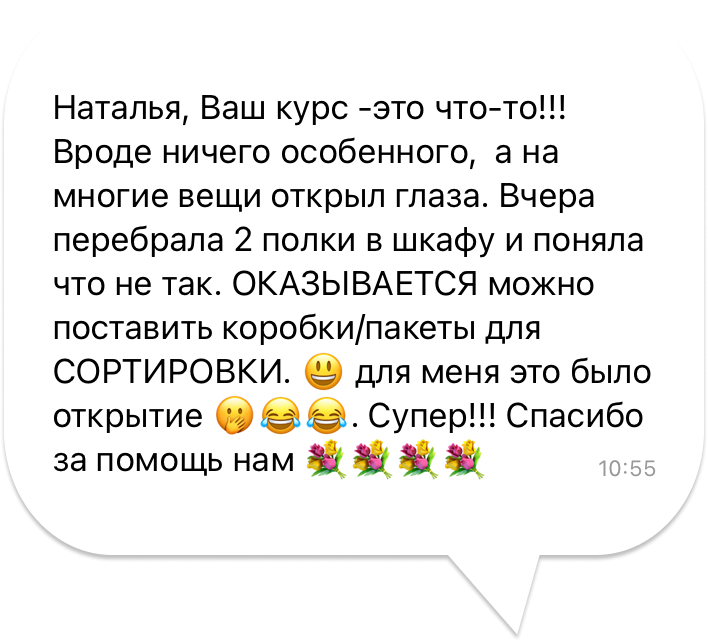 Наталья, Ваш курс -это что-то!!!
Вроде ничего особенного,  а на
многие вещи открыл глаза. Вчера
перебрала 2 полки в шкафу и поняла
что не так. ОКАЗЫВАЕТСЯ можно
поставить коробки/пакеты для
СОРТИРОВКИ. 😃 для меня это было
открытие 🤭😂😂. Супер!!! Спасибо
за помощь нам 💐💐💐💐
10:55